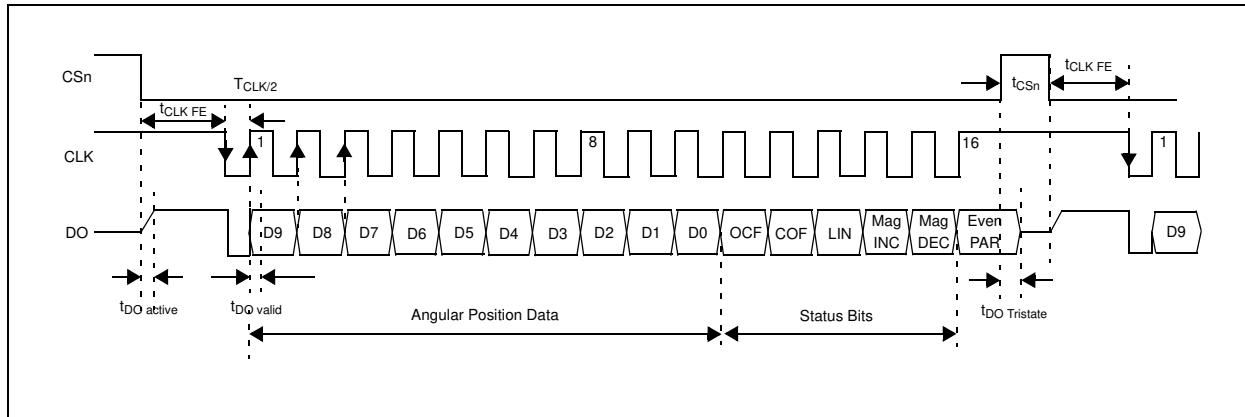 CSn
TCLK/2
tCLK FE
tCSn
tCLK FE
CLK
1
8
16
1
DO
D9
D8
D7
D6
D5
D4
D3
D2
D1
D0
OCF
COF
LIN
Mag
INC
Mag
DEC
Even
PAR
D9
tDO active
tDO valid
Angular Position Data
Status Bits
tDO Tristate